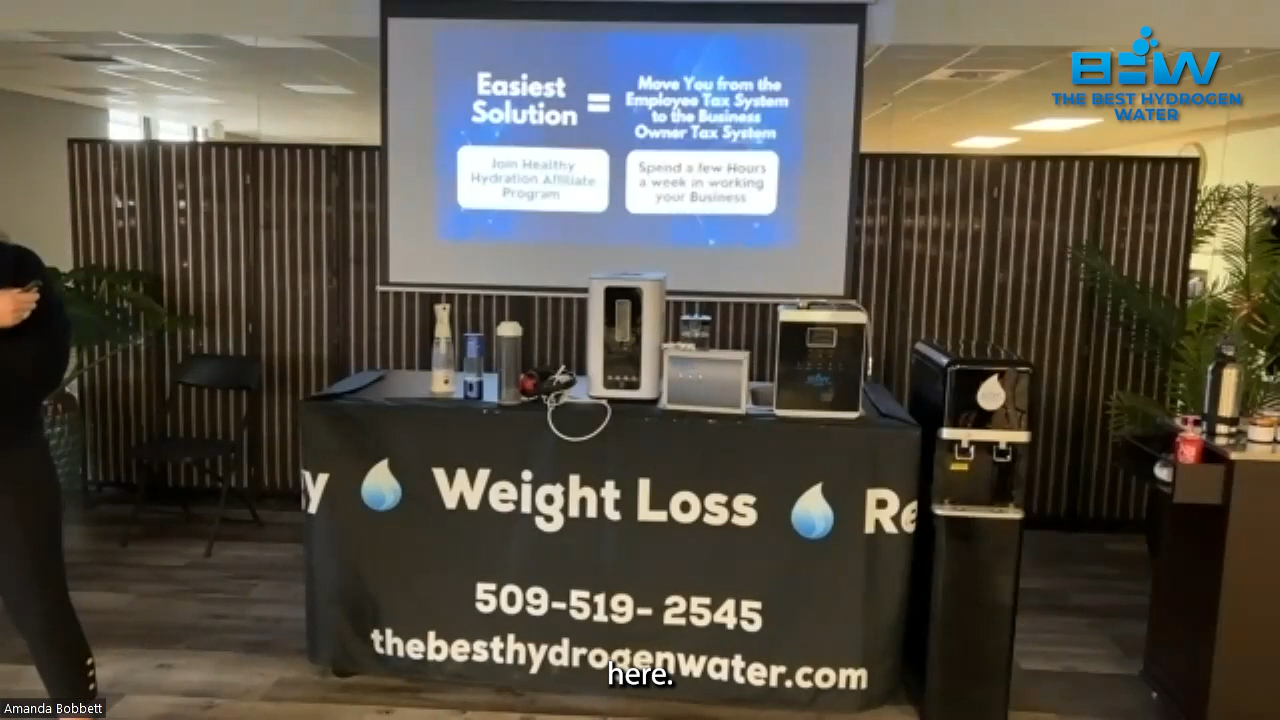 BHW
THE BEST HYDROGEN
WATER
Easiest
Solution
=
Move You from the
Employee Tax System
to the Business
Owner Tax System
Join Healthy
Hydration Affiliate
Program
Spend a few Hours
a week in working
your Business
y Weight Loss Re
509-519- 2545
thebesthydrogenwater.com
here.
Amanda Bobbett